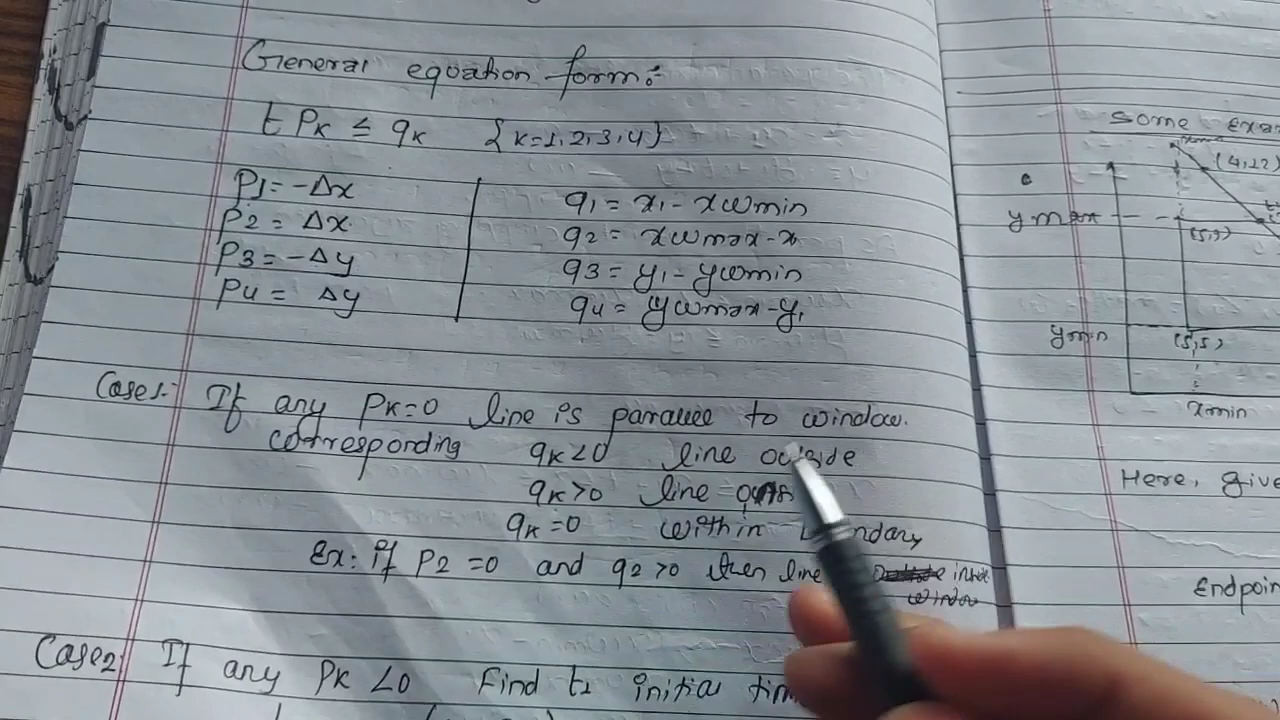 General equation form:
t Pk ≤ qk {k=1,2,3,4}
P1 = -Δx
P2 = Δx
P3 = -Δy
P4 = Δy
q1 = x1 - xwmin
q2 = xwmax - x
q3 = y1 - ywmin
q4 = ywmax - y1
Case1:- If any Pk=0 line is parallel to window.
corresponding qk<0 line outside
qk>0 line
qk=0 within
Ex: if P2=0 and q2>0 then line inside
window
Case2: If any Pk<0 Find t1 initial
Some
(4,12)
ymax
ymin
(5,5)
xmin
Here,